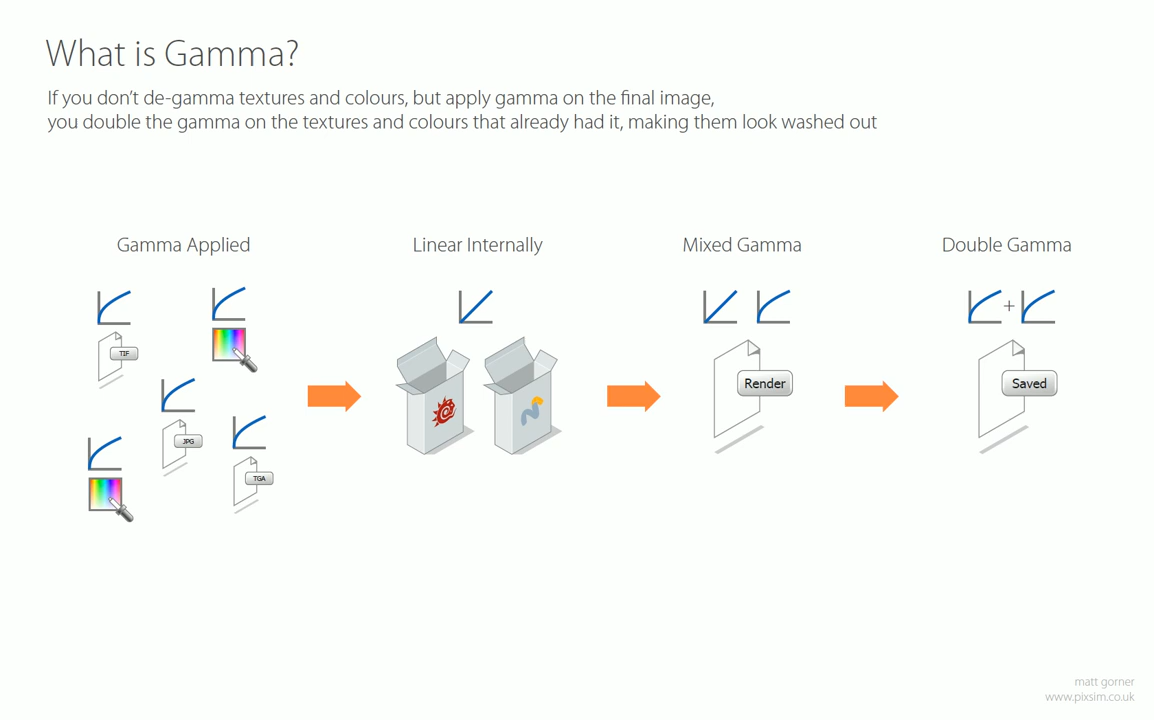 What is Gamma?
If you don't de-gamma textures and colours, but apply gamma on the final image,
you double the gamma on the textures and colours that already had it, making them look washed out
Gamma Applied
Linear Internally
Mixed Gamma
Double Gamma
+
TIF
Render
Saved
JPG
TGA
matt gorner
www.pixsim.co.uk